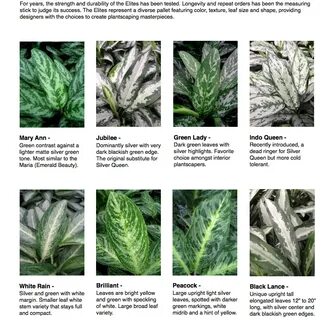 For years, the strength and durability of the Elites has been tested. Longevity and repeat orders has been the measuring
stick to judge its success. The Elites represent a diverse pallet featuring color, texture, leaf size and shape, providing
designers with the choices to create plantscaping masterpieces.
Mary Ann -
Green contrast against a
lighter matte silver green
tone. Most similar to the
Maria (Emerald Beauty).
Jubilee -
Dominantly silver with very
dark blackish green edge.
The original substitute for
Silver Queen.
Green Lady -
Dark green leaves with
silver highlights. Favorite
choice amongst interior
plantscapers.
Indo Queen -
Recently introduced, a
dead ringer for Silver
Queen but more cold
tolerant.
White Rain -
Silver and green with white
margin. Smaller leaf white
stem variety that stays full
and compact.
Brilliant -
Leaves are bright yellow
and green with speckling
of white. Large broad leaf
variety.
Peacock -
Large upright silver
leaves, spotted with darker
green markings, white
midrib and a hint of yellow.
Black Lance -
Unique upright tall
elongated leaves 12" to 20"
long, with silver center and
dark blackish green edges.